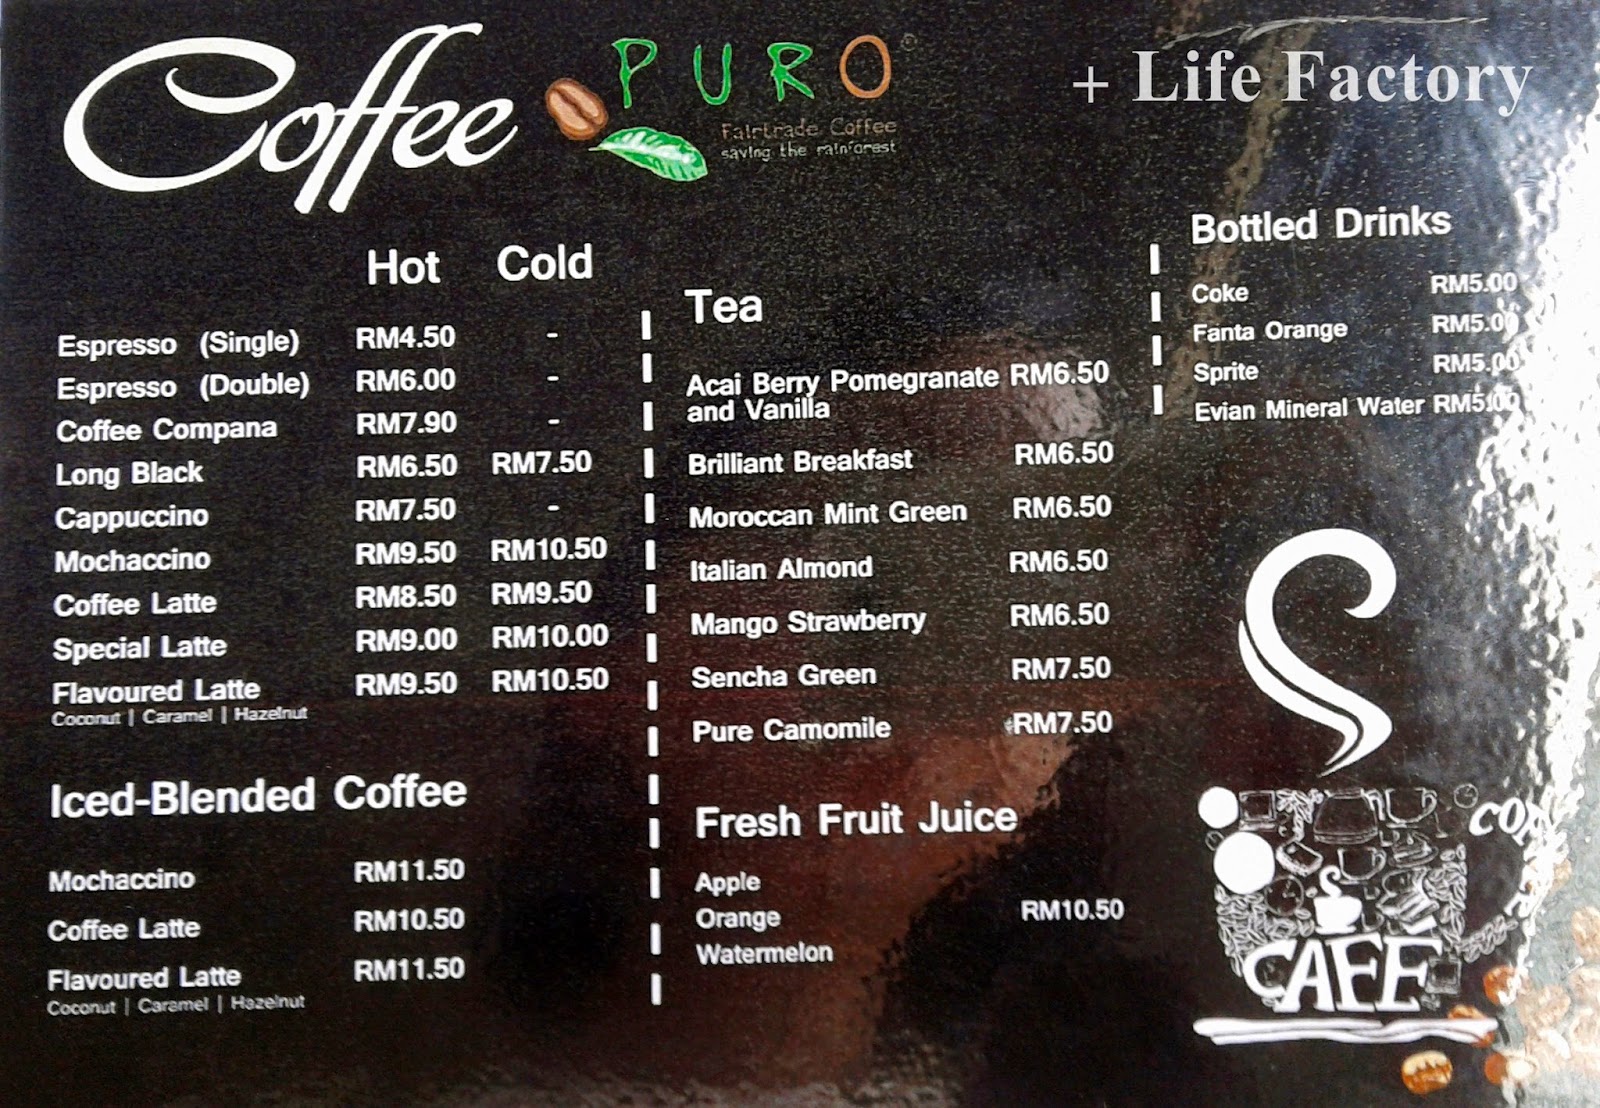 Coffee
PURO
Fairtrade Coffee
saving the rainforest
+ Life Factory
Hot Cold
Espresso (Single) RM4.50 -
Espresso (Double) RM6.00 -
Coffee Compana RM7.90 -
Long Black RM6.50 RM7.50
Cappuccino RM7.50 -
Mochaccino RM9.50 RM10.50
Coffee Latte RM8.50 RM9.50
Special Latte RM9.00 RM10.00
Flavoured Latte RM9.50 RM10.50
Coconut | Caramel | Hazelnut
Iced-Blended Coffee
Mochaccino RM11.50
Coffee Latte RM10.50
Flavoured Latte RM11.50
Coconut | Caramel | Hazelnut
Tea
Acai Berry Pomegranate RM6.50
and Vanilla
Brilliant Breakfast RM6.50
Moroccan Mint Green RM6.50
Italian Almond RM6.50
Mango Strawberry RM6.50
Sencha Green RM7.50
Pure Camomile RM7.50
Fresh Fruit Juice
Apple
Orange RM10.50
Watermelon
Bottled Drinks
Coke RM5.00
Fanta Orange RM5.00
Sprite RM5.00
Evian Mineral Water RM5.00
CAFE